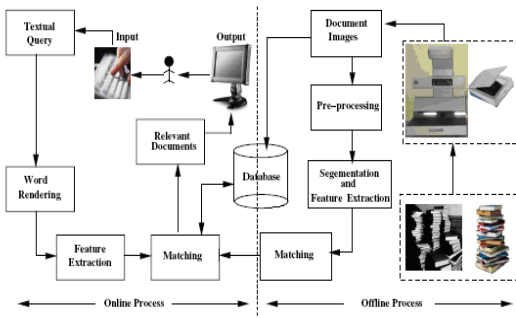 Textual
Query
Input
Output
Document
Images
Pre-processing
Relevant
Documents
Database
Segementation
and
Feature Extraction
Word
Rendering
Feature
Extraction
Matching
Matching
Online Process
Offline Process